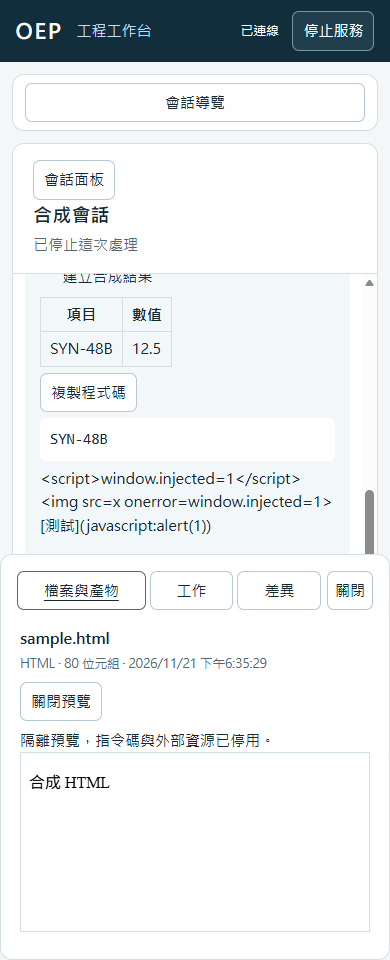 OEP 工程工作台 已連線 停止服務
會話導覽
會話面板
合成會話
已停止這次處理
建立合成結果
項目 數值
SYN-48B 12.5
複製程式碼
SYN-48B
<script>window.injected=1</script>
<img src=x onerror=window.injected=1>
[測試](javascript:alert(1))
檔案與產物 工作 差異 關閉
sample.html
HTML · 80 位元組 · 2026/11/21 下午6:35:29
關閉預覽
隔離預覽，指令碼與外部資源已停用。
合成 HTML